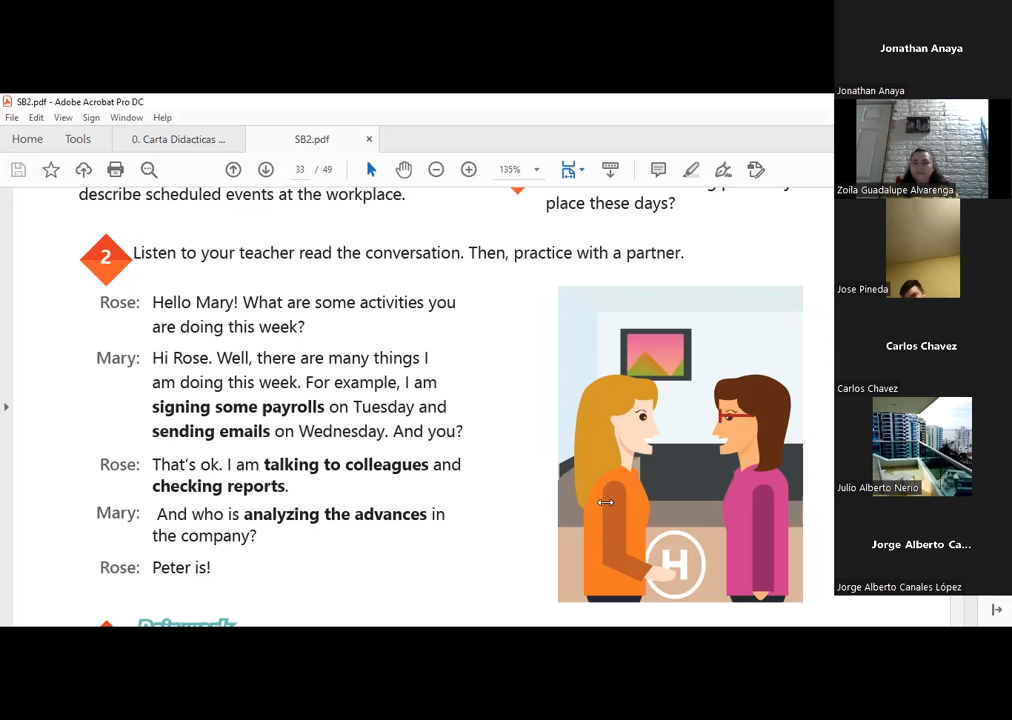 Jonathan Anaya
Jonathan Anaya
SB2.pdf - Adobe Acrobat Pro DC
File Edit View Sign Window Help
Home Tools 0. Carta Didacticas ... SB2.pdf ×
33 / 49 135%
describe scheduled events at the workplace.
place these days?
2 Listen to your teacher read the conversation. Then, practice with a partner.
Rose: Hello Mary! What are some activities you
are doing this week?
Mary: Hi Rose. Well, there are many things I
am doing this week. For example, I am
signing some payrolls on Tuesday and
sending emails on Wednesday. And you?
Rose: That's ok. I am talking to colleagues and
checking reports.
Mary: And who is analyzing the advances in
the company?
Rose: Peter is!
H
Pairwork
Zoila Guadalupe Alvarenga
Jose Pineda
Carlos Chavez
Carlos Chavez
Julio Alberto Nerio
Jorge Alberto Ca...
Jorge Alberto Canales López